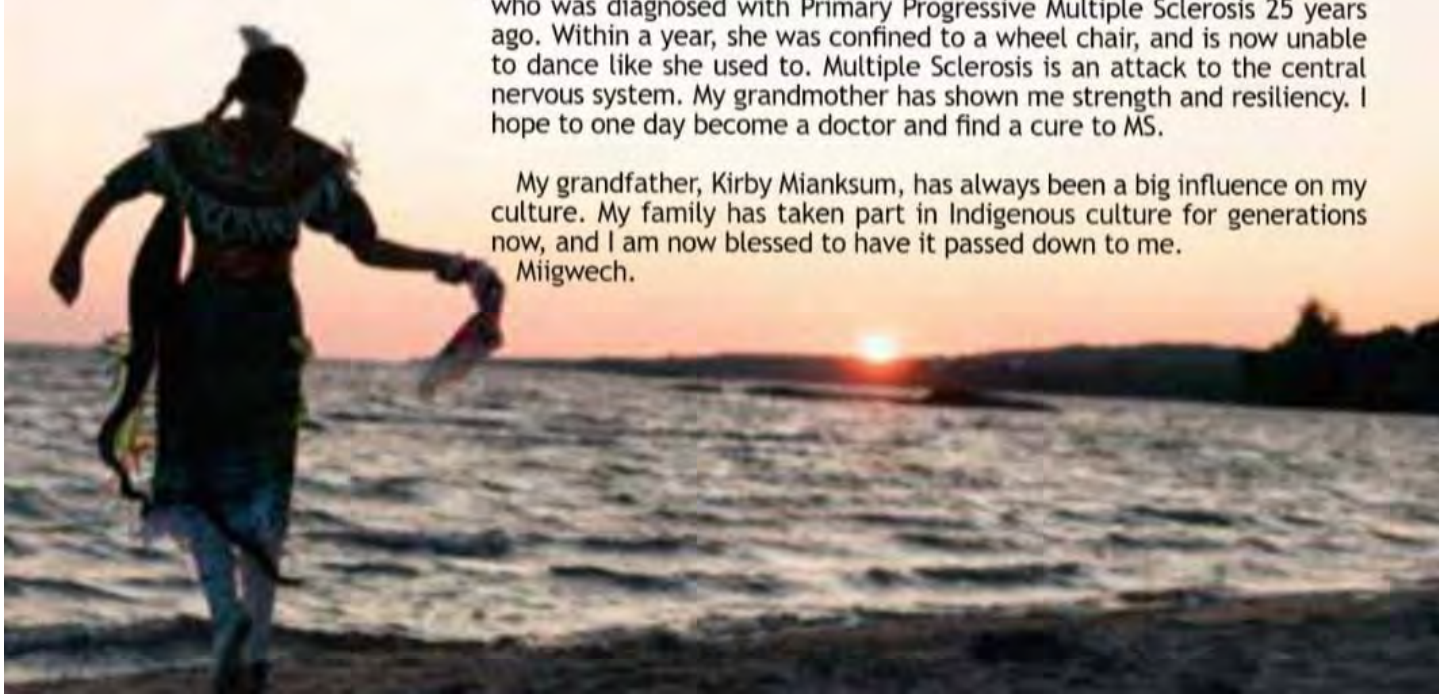 who was diagnosed with Primary Progressive Multiple Sclerosis 25 years
ago. Within a year, she was confined to a wheel chair, and is now unable
to dance like she used to. Multiple Sclerosis is an attack to the central
nervous system. My grandmother has shown me strength and resiliency. I
hope to one day become a doctor and find a cure to MS.
My grandfather, Kirby Mianksum, has always been a big influence on my
culture. My family has taken part in Indigenous culture for generations
now, and I am now blessed to have it passed down to me.
Miigwech.